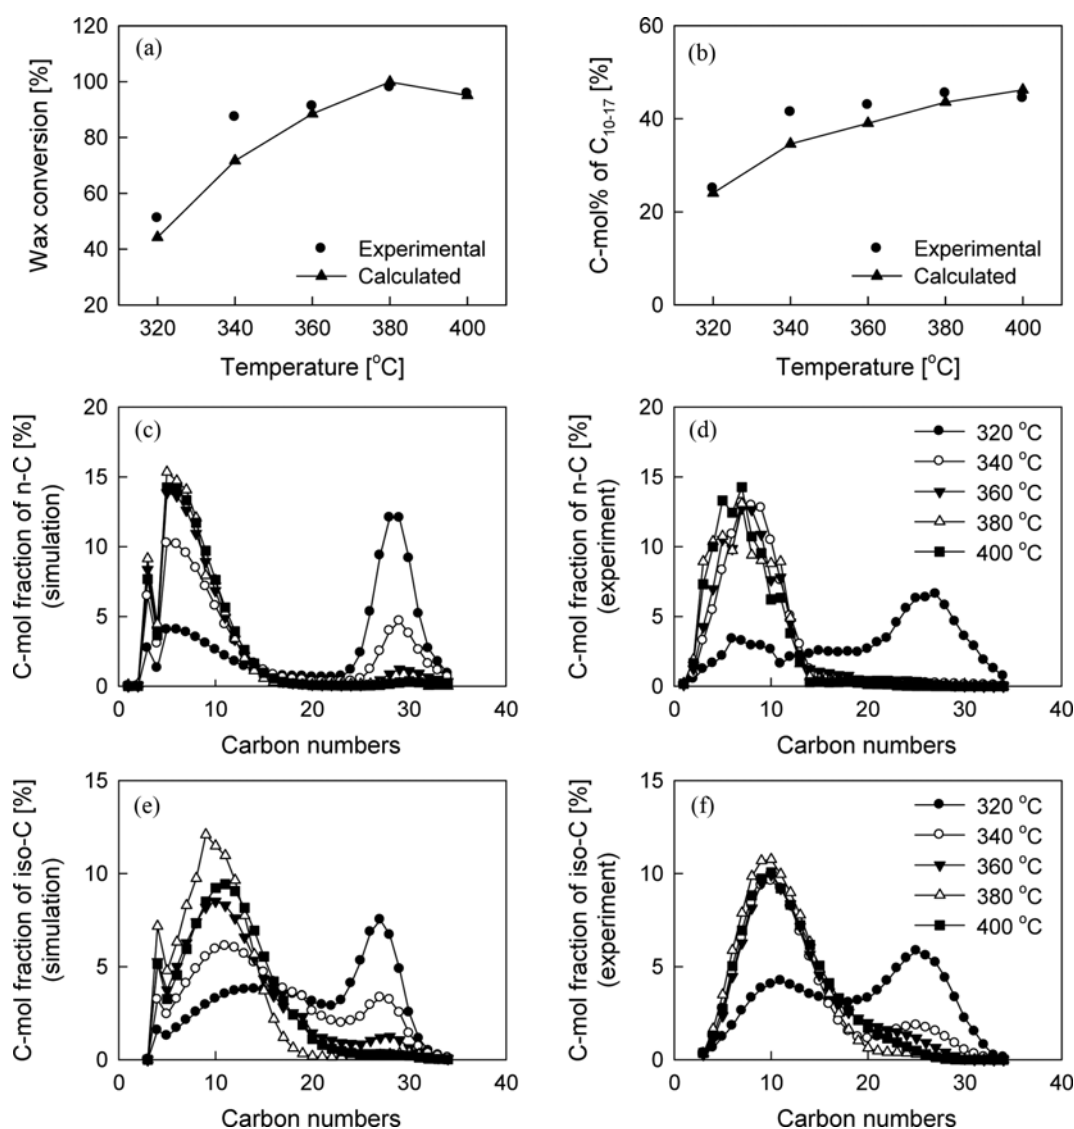 (a)
Wax conversion [%]
120
100
80
60
40
20
Experimental
Calculated
320 340 360 380 400
Temperature [°C]
(b)
C-mol% of C10-17 [%]
60
40
20
0
Experimental
Calculated
320 340 360 380 400
Temperature [°C]
(c)
C-mol fraction of n-C [%]
(simulation)
20
15
10
5
0
0 10 20 30 40
Carbon numbers
(d)
C-mol fraction of n-C [%]
(experiment)
20
15
10
5
0
320 °C
340 °C
360 °C
380 °C
400 °C
0 10 20 30 40
Carbon numbers
(e)
C-mol fraction of iso-C [%]
(simulation)
15
10
5
0
0 10 20 30 40
Carbon numbers
(f)
C-mol fraction of iso-C [%]
(experiment)
15
10
5
0
320 °C
340 °C
360 °C
380 °C
400 °C
0 10 20 30 40
Carbon numbers